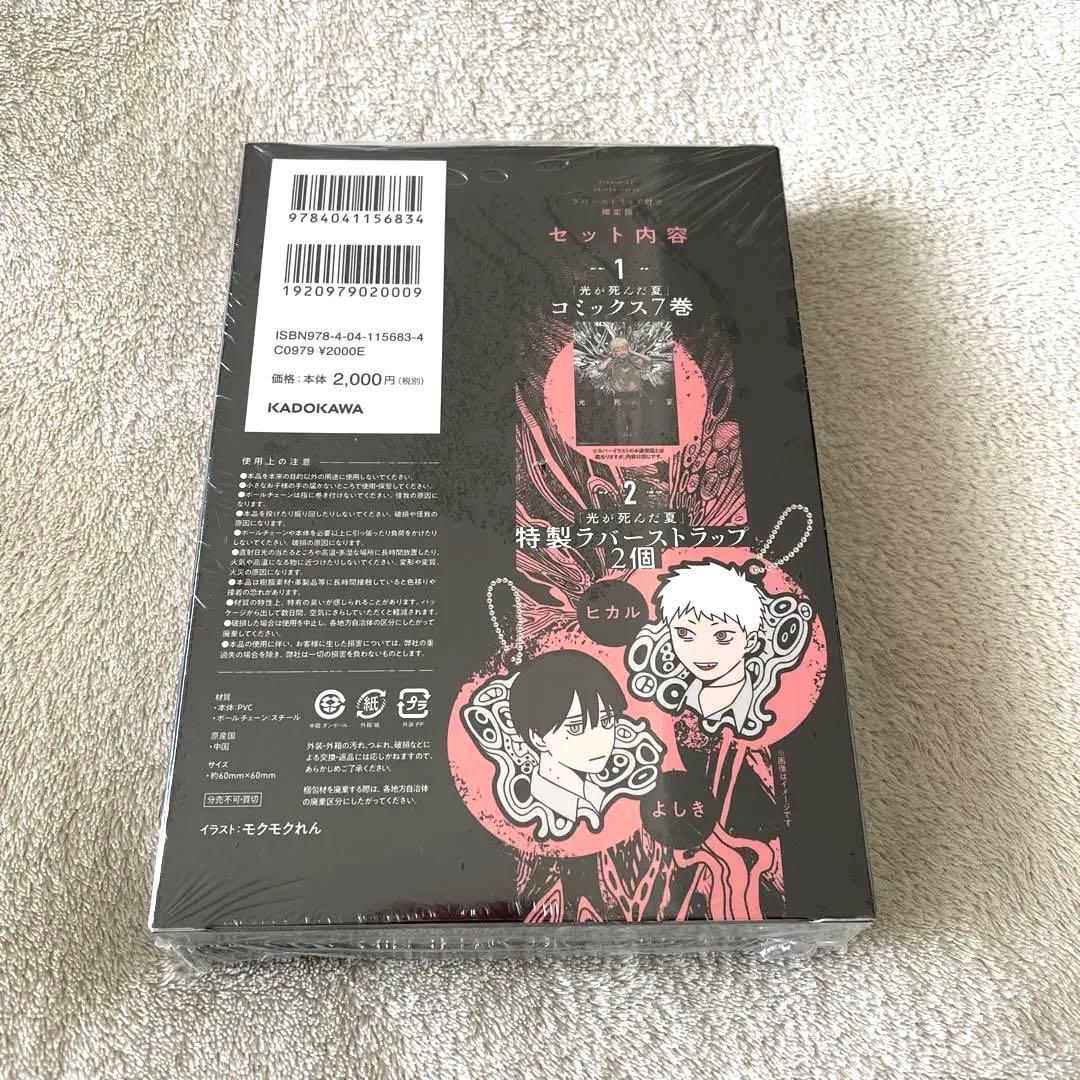 9784041156834
1920979020009
ISBN978-4-04-115683-4
C0979 ¥2000E
価格:本体 2,000円(税別)
KADOKAWA
使用上の注意
●本品を本来の目的以外の用途に使用しないでください。
●小さなお子様の手の届かないところで使用・保管してください。
●ボールチェーンは指に巻き付けないでください。怪我の原因に
なります。
●本品を投げたり振り回したりしないでください。破損や怪我の
原因になります。
●ボールチェーンや本体を必要以上に引っ張ったり負荷をかけたり
しないでください。破損の原因になります。
●直射日光の当たるところや高温・多湿な場所に長時間放置したり、
火気や高温になる物に近づけたりしないでください。変形や変質、
火災の原因になります。
●本品は樹脂素材・革製品等に長時間接触していると色移りや
接着の恐れがあります。
●材質の特性上、特有の臭いが感じられることがあります。パッ
ケージから出して数日間、空気にさらしていただくと軽減されます。
●破損した場合は使用を中止し、各地方自治体の区分にしたがって
廃棄してください。
●本品の使用に伴い、お客様に生じた損害については、弊社の重
過失の場合を除き、弊社は一切の損害を負わないものとします。
材質
・本体:PVC
・ボールチェーン:スチール
原産国
・中国
サイズ
・約60mm×60mm
分売不可・買切
イラスト:モクモクれん
紙
プラ
中箱:ダンボール
外箱:紙
外装:PP
外装・外箱の汚れ、つぶれ、破損などに
よる交換・返品には応じかねますので、
あらかじめご了承ください。
梱包材を廃棄する際は、各地方自治体
の廃棄区分にしたがってください。
ラバーストラップ付き
限定版
セット内容
1
「光が死んだ夏」
コミックス7巻
光が死んだ夏
※カバーイラストのみ通常版とは
異なりますが、内容は同じです。
2
「光が死んだ夏」
特製ラバーストラップ
2個
ヒカル
よしき
※画像はイメージです